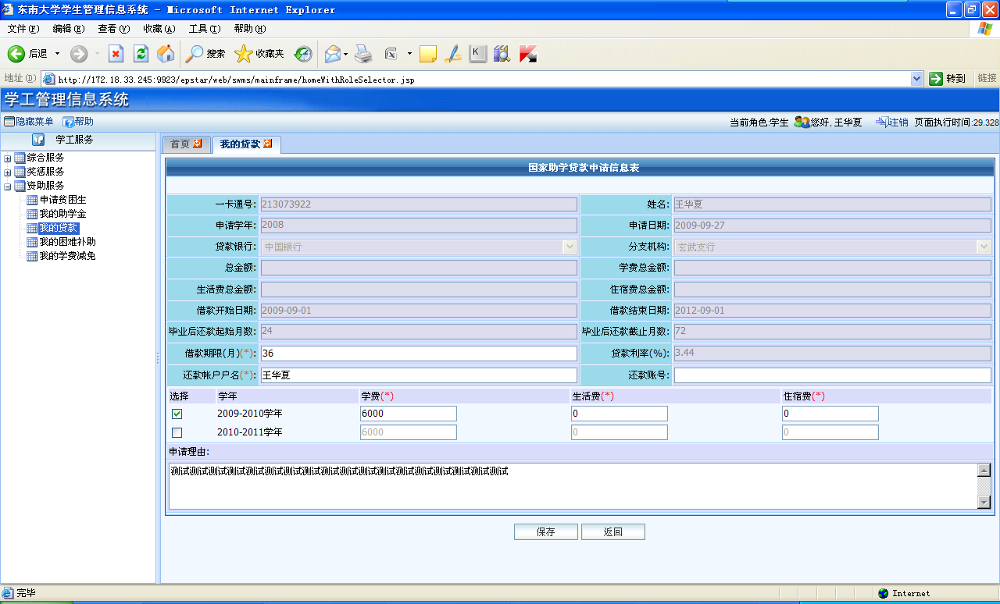 东南大学学生管理信息系统 - Microsoft Internet Explorer
文件(F) 编辑(E) 查看(V) 收藏(A) 工具(T) 帮助(H)
后退 搜索 收藏夹 K
地址(D) http://172.18.33.245:9923/epstar/web/swms/mainframe/homeWithRoleSelector.jsp 转到 链接
学工管理信息系统
隐藏菜单 帮助 当前角色:学生 您好, 王华夏 注销 页面执行时间:29.328
学工服务
综合服务
奖惩服务
资助服务
申请贫困生
我的助学金
我的贷款
我的困难补助
我的学费减免
首页 我的贷款
国家助学贷款申请信息表
一卡通号: 213073922 姓名: 王华夏
申请学年: 2008 申请日期: 2009-09-27
贷款银行: 中国银行 分支机构: 玄武支行
总金额: 学费总金额:
生活费总金额: 住宿费总金额:
借款开始日期: 2009-09-01 借款结束日期: 2012-09-01
毕业后还款起始月数: 24 毕业后还款截止月数: 72
借款期限(月)(*): 36 贷款利率(%): 3.44
还款帐户户名(*): 王华夏 还款账号:
选择 学年 学费(*) 生活费(*) 住宿费(*)
2009-2010学年 6000 0 0
2010-2011学年 6000 0 0
申请理由:
测试测试测试测试测试测试测试测试测试测试测试测试测试测试测试测试测试测试
保存 返回
完毕 Internet